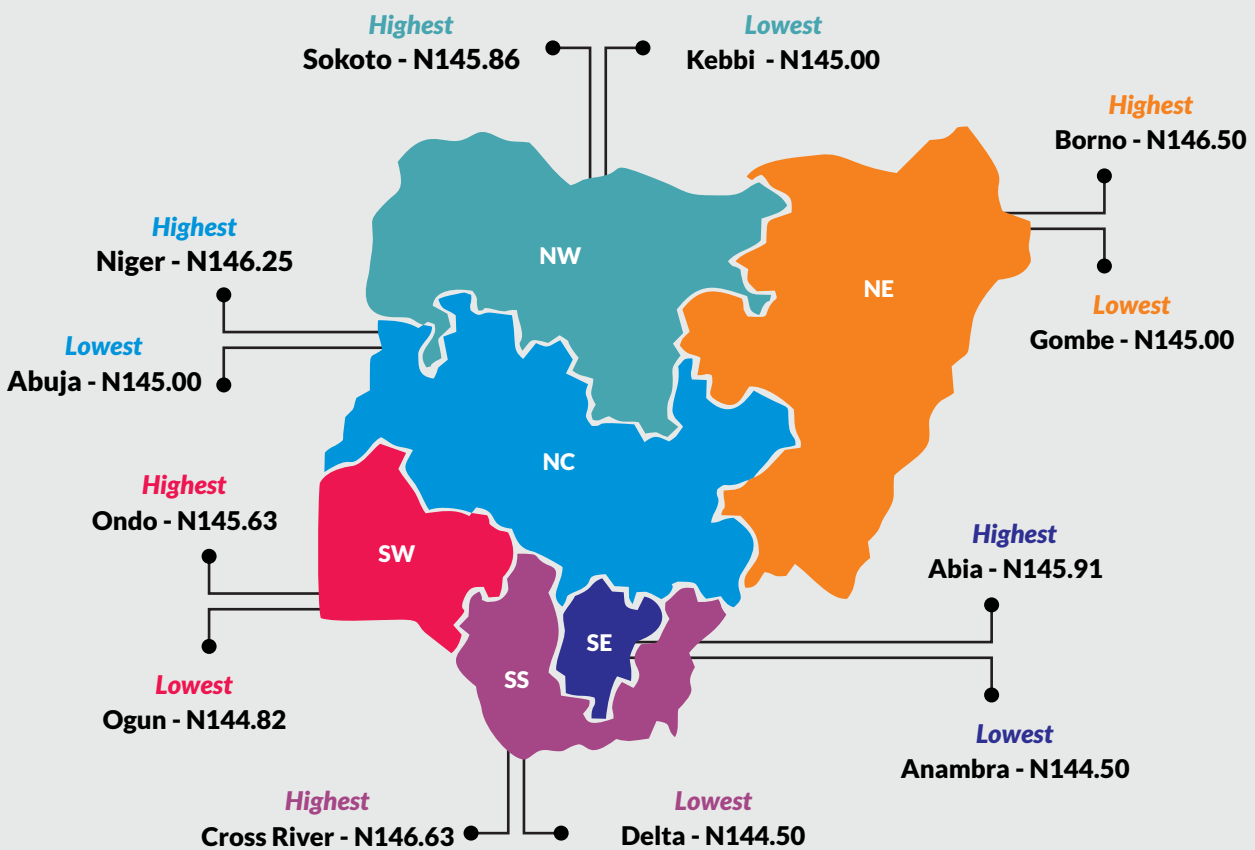 Highest
Sokoto - N145.86
Lowest
Kebbi - N145.00
Highest
Borno - N146.50
Lowest
Gombe - N145.00
Highest
Niger - N146.25
Lowest
Abuja - N145.00
NW
NE
NC
SW
SE
SS
Highest
Ondo - N145.63
Lowest
Ogun - N144.82
Highest
Abia - N145.91
Lowest
Anambra - N144.50
Highest
Cross River - N146.63
Lowest
Delta - N144.50